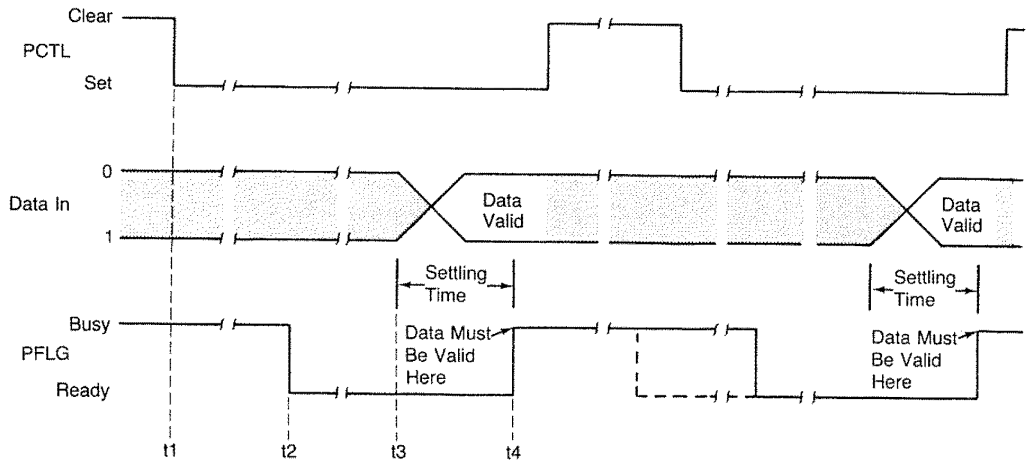 Clear
PCTL
Set
0
Data In
1
Data
Valid
Data
Valid
Settling
Time
Settling
Time
Busy
PFLG
Ready
Data Must
Be Valid
Here
Data Must
Be Valid
Here
t1
t2
t3
t4